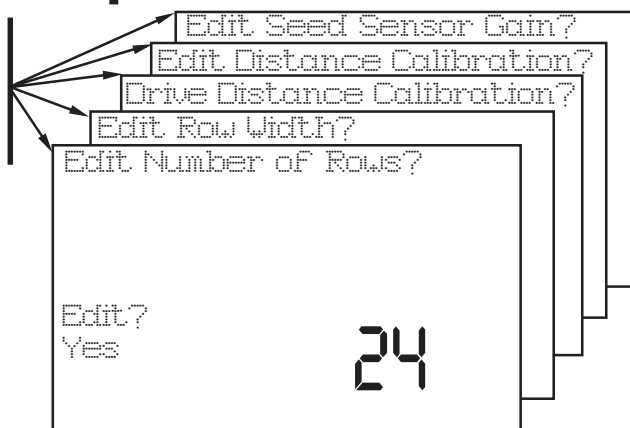 Edit Seed Sensor Gain?
Edit Distance Calibration?
Drive Distance Calibration?
Edit Row Width?
Edit Number of Rows?
Edit?
Yes
24